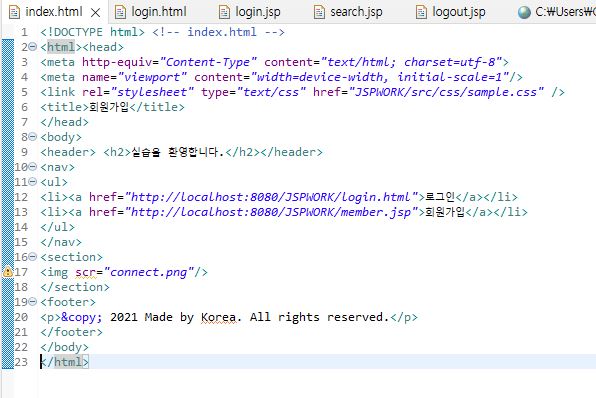 index.html login.html login.jsp search.jsp logout.jsp C:₩Users₩
1 <!DOCTYPE html> <!-- index.html -->
2 <html><head>
3 <meta http-equiv="Content-Type" content="text/html; charset=utf-8">
4 <meta name="viewport" content="width=device-width, initial-scale=1"/>
5 <link rel="stylesheet" type="text/css" href="JSPWORK/src/css/sample.css" />
6 <title>회원가입</title>
7 </head>
8 <body>
9 <header> <h2>실습을 환영합니다.</h2></header>
10 <nav>
11 <ul>
12 <li><a href="http://localhost:8080/JSPWORK/login.html">로그인</a></li>
13 <li><a href="http://localhost:8080/JSPWORK/member.jsp">회원가입</a></li>
14 </ul>
15 </nav>
16 <section>
17 <img scr="connect.png"/>
18 </section>
19 <footer>
20 <p>&copy; 2021 Made by Korea. All rights reserved.</p>
21 </footer>
22 </body>
23 </html>